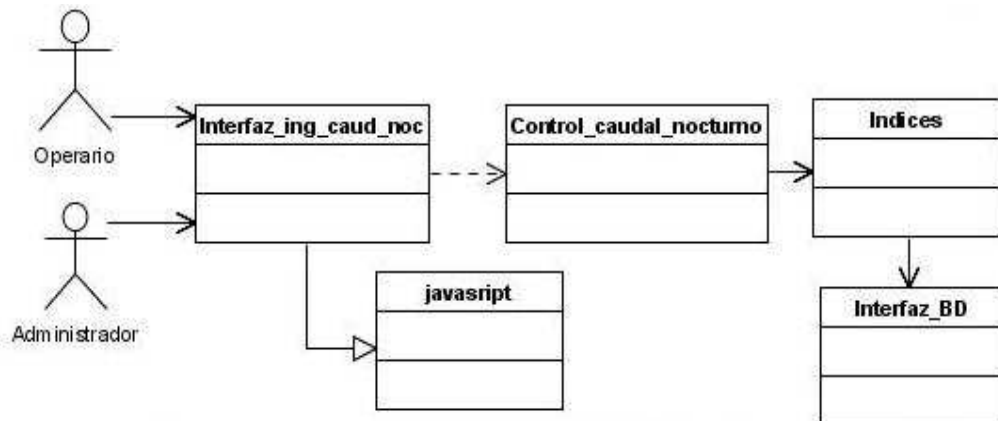 Operario
Administrador
Interfaz_ing_caud_noc
Control_caudal_nocturno
Indices
javasript
Interfaz_BD